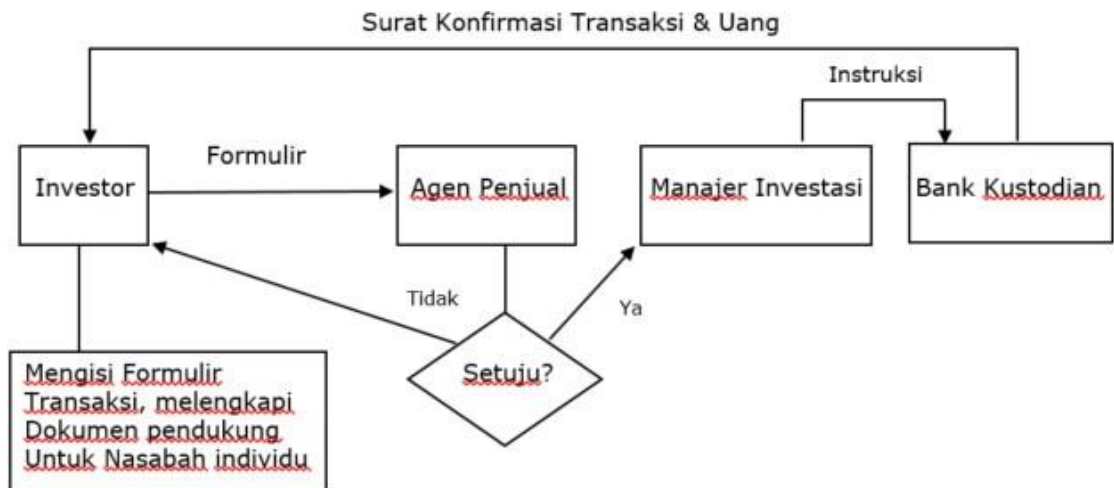 Surat Konfirmasi Transaksi & Uang
Instruksi
Formulir
Investor
Agen Penjual
Manajer Investasi
Bank Kustodian
Tidak
Ya
Setuju?
Mengisi Formulir
Transaksi, melengkapi
Dokumen pendukung
Untuk Nasabah individu